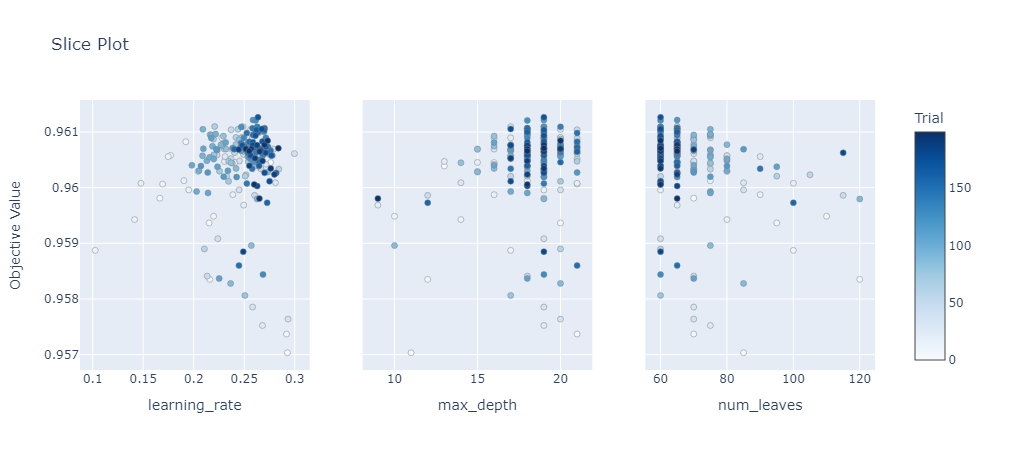 Slice Plot
Trial
0.961
0.96
0.959
0.958
0.957
Objective Value
150
100
50
0
0.1 0.15 0.2 0.25 0.3
10 15 20
60 80 100 120
learning_rate
max_depth
num_leaves